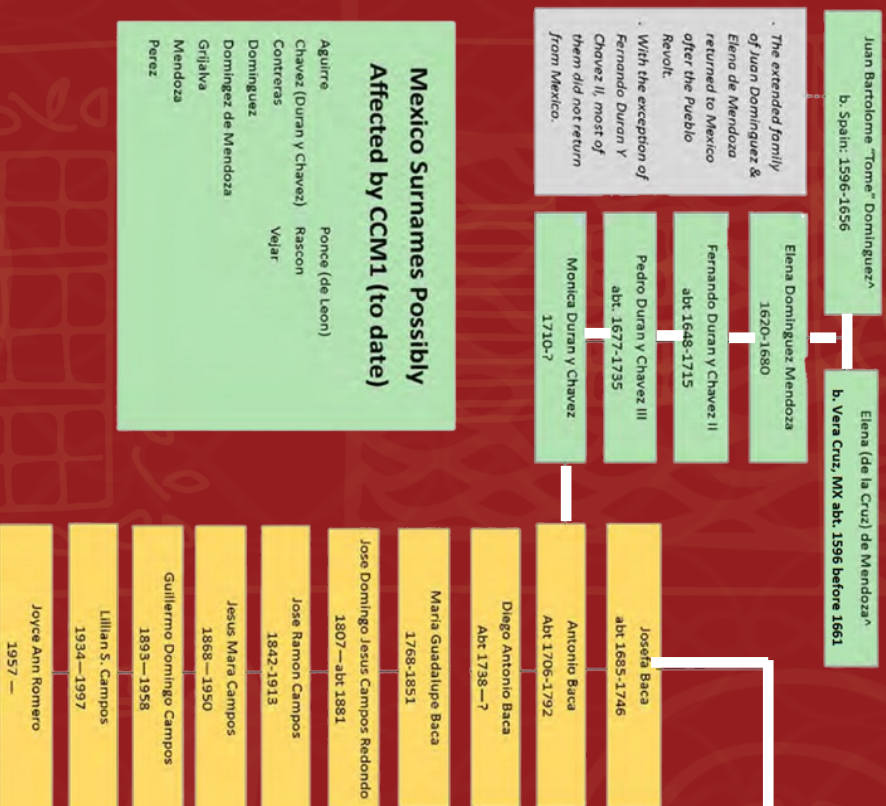 Juan Bartolome "Tome" Dominguez^
b. Spain: 1596-1656
Elena (de la Cruz) de Mendoza^
b. Vera Cruz, MX abt. 1596 before 1661
· The extended family
of Juan Dominguez &
Elena de Mendoza
returned to Mexico
after the Pueblo
Revolt.
· With the exception of
Fernando Duran Y
Chavez II, most of
them did not return
from Mexico.
Elena Dominguez Mendoza
1620-1680
Fernando Duran y Chavez II
abt 1648-1715
Pedro Duran y Chavez III
abt. 1677-1735
Monica Duran y Chavez
1710-?
Josefa Baca
abt 1685-1746
Antonio Baca
Abt 1706-1792
Diego Antonio Baca
Abt 1738—?
Maria Guadalupe Baca
1768-1851
Jose Domingo Jesus Campos Redondo
1807—abt 1881
Jose Ramon Campos
1842-1913
Jesus Mara Campos
1868—1950
Guillermo Domingo Campos
1893—1958
Lillian S. Campos
1934—1997
Joyce Ann Romero
1957 —
Mexico Surnames Possibly
Affected by CCM1 (to date)
Aguirre
Chavez (Duran y Chavez)
Contreras
Dominguez
Domingez de Mendoza
Grijalva
Mendoza
Perez
Ponce (de Leon)
Rascon
Vejar